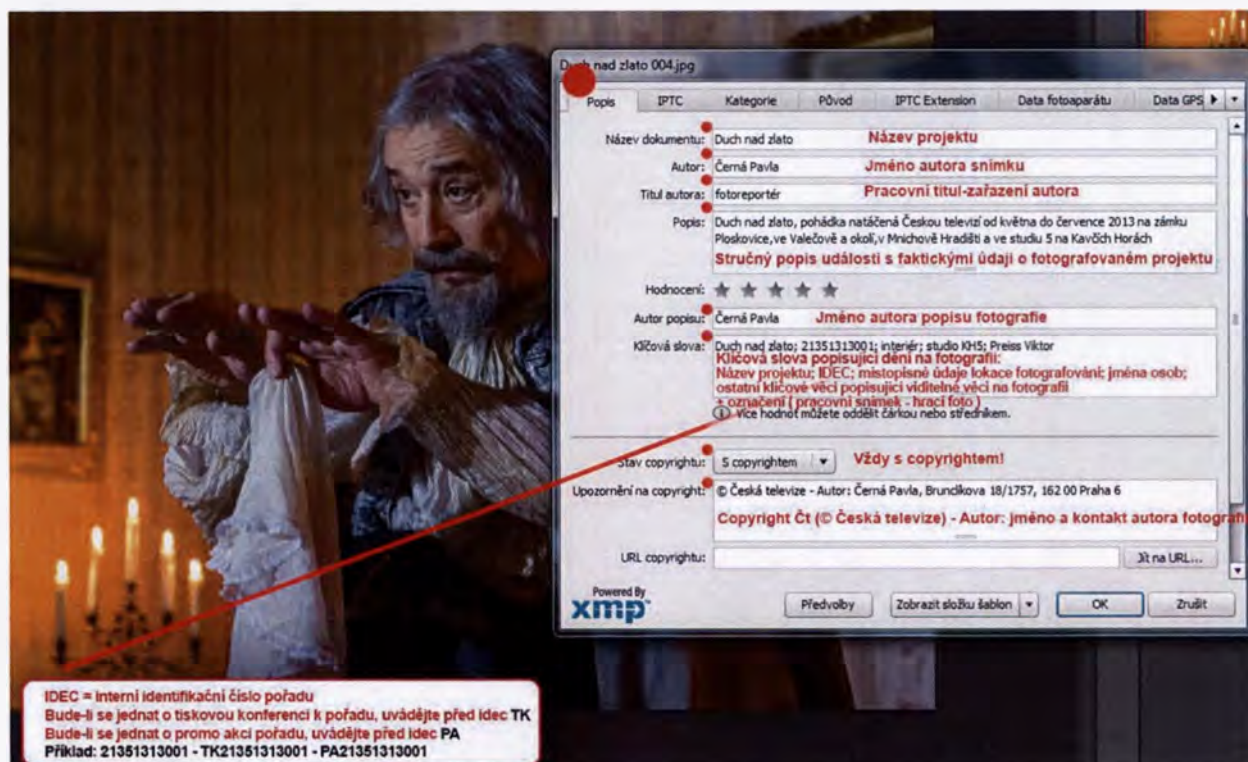 Duch nad zlato 004.jpg
Popis IPTC Kategorie Původ IPTC Extension Data fotoaparátu Data GPS
Název dokumentu: Duch nad zlato Název projektu
Autor: Černá Pavla Jméno autora snímku
Titul autora: fotoreportér Pracovní titul-zařazení autora
Popis: Duch nad zlato, pohádka natáčená Českou televizí od května do července 2013 na zámku
Ploskovice,ve Valečově a okolí,v Mnichově Hradišti a ve studiu 5 na Kavčích Horách
Stručný popis události s faktickými údaji o fotografovaném projektu
Hodnocení:
Autor popisu: Černá Pavla Jméno autora popisu fotografie
Klíčová slova: Duch nad zlato; 21351313001; interiér; studio KH5; Preiss Viktor
Klíčová slova popisující dění na fotografii:
Název projektu; IDEC; místopisné údaje lokace fotografování; jména osob;
ostatní klíčové věci popisující viditelné věci na fotografii
+ označení ( pracovní snímek - hrací foto )
Více hodnot můžete oddělit čárkou nebo středníkem.
Stav copyrightu: S copyrightem Vždy s copyrightem!
Upozornění na copyright: © Česká televize - Autor: Černá Pavla, Brunclíkova 18/1757, 162 00 Praha 6
Copyright Čt (© Česká televize) - Autor: jméno a kontakt autora fotografi
URL copyrightu: Jít na URL...
Powered By
xmp Předvolby Zobrazit složku šablon OK Zrušit
IDEC = Interní identifikační číslo pořadu
Bude-li se jednat o tiskovou konferenci k pořadu, uvádějte před idec TK
Bude-li se jednat o promo akci pořadu, uvádějte před idec PA
Příklad: 21351313001 - TK21351313001 - PA21351313001